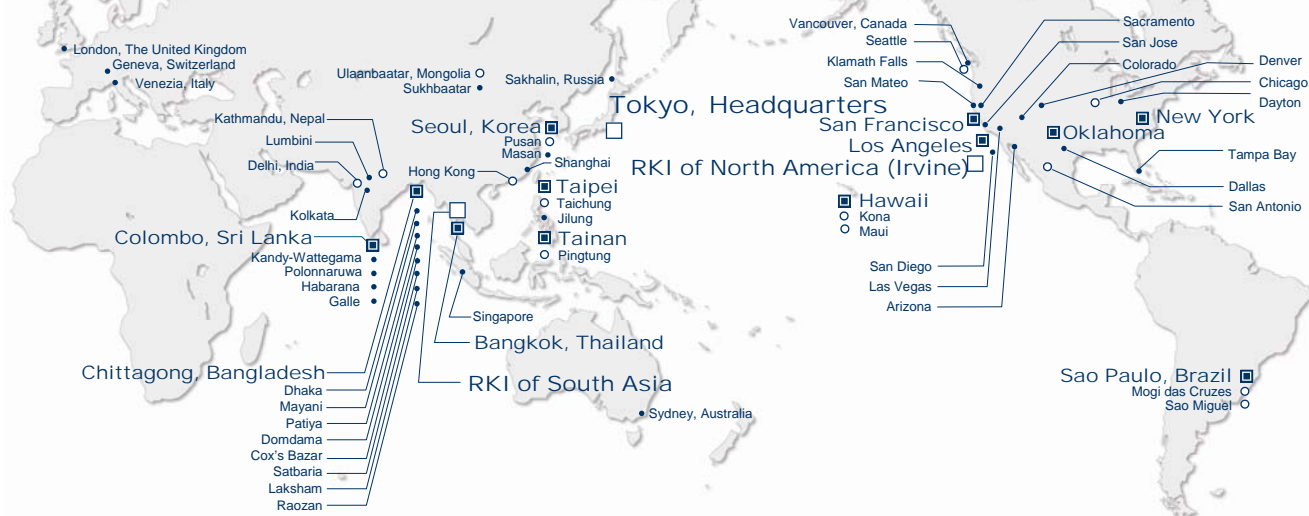 London, The United Kingdom
Geneva, Switzerland
Venezia, Italy
Ulaanbaatar, Mongolia
Sukhbaatar
Sakhalin, Russia
Tokyo, Headquarters
Kathmandu, Nepal
Lumbini
Delhi, India
Kolkata
Seoul, Korea
Pusan
Masan
Shanghai
Hong Kong
Taipei
Taichung
Jilung
Tainan
Pingtung
Colombo, Sri Lanka
Kandy-Wattegama
Polonnaruwa
Habarana
Galle
Singapore
Bangkok, Thailand
RKI of South Asia
Chittagong, Bangladesh
Dhaka
Mayani
Patiya
Domdama
Cox's Bazar
Satbaria
Laksham
Raozan
Sydney, Australia
Vancouver, Canada
Seattle
Klamath Falls
San Mateo
San Francisco
Los Angeles
RKI of North America (Irvine)
Hawaii
Kona
Maui
San Diego
Las Vegas
Arizona
Sacramento
San Jose
Colorado
Denver
Chicago
Dayton
New York
Oklahoma
Tampa Bay
Dallas
San Antonio
Sao Paulo, Brazil
Mogi das Cruzes
Sao Miguel